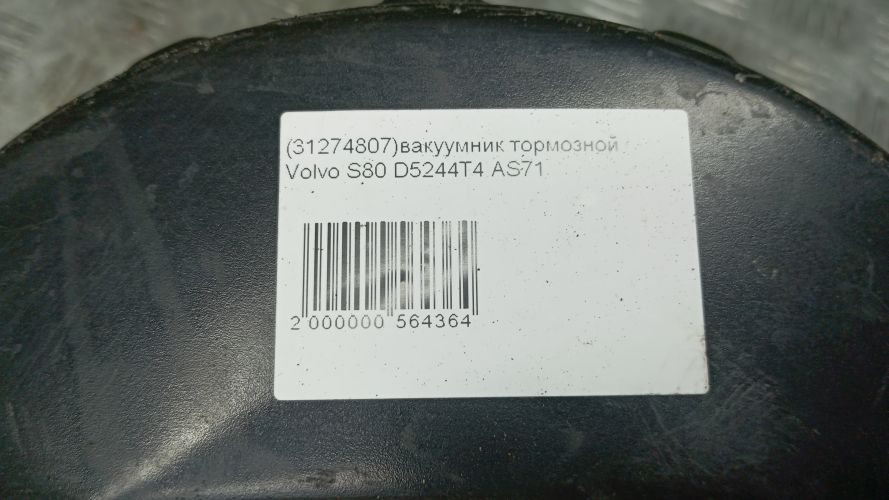 (31274807)вакуумник тормозной
Volvo S80 D5244T4 AS71
2 000000 564364